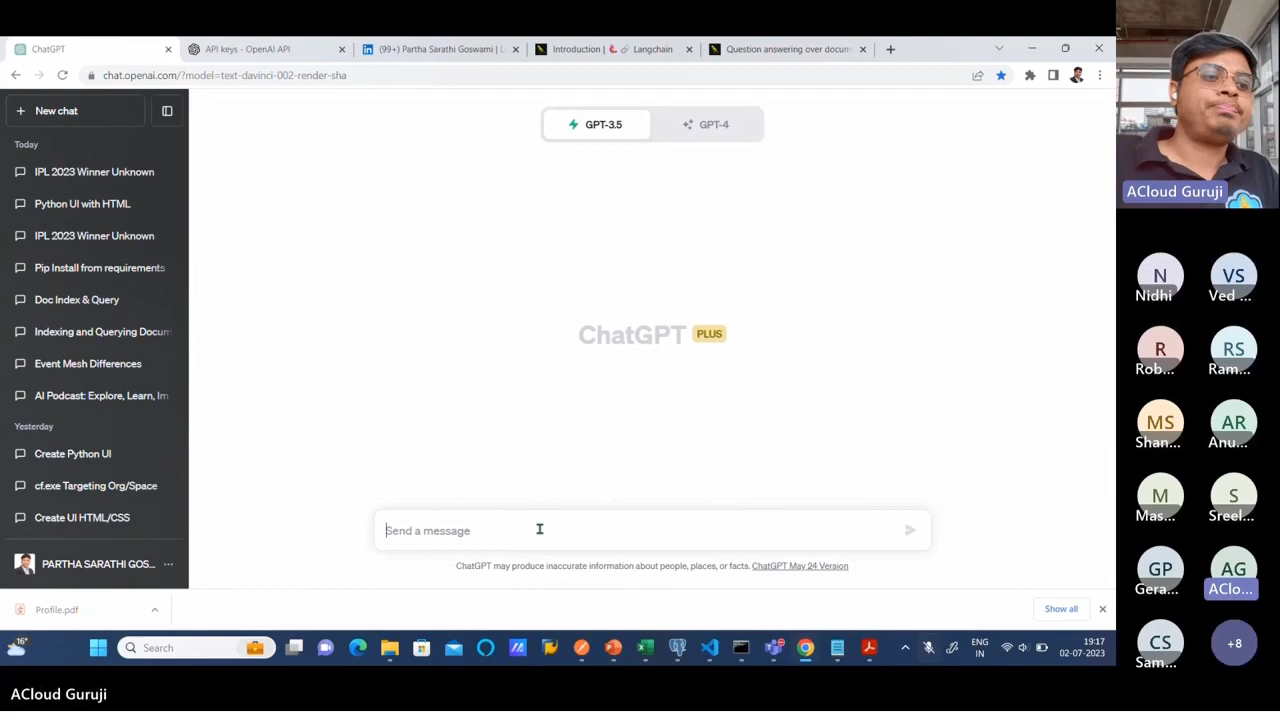 ChatGPT
API keys - OpenAI API
(99+) Partha Sarathi Goswami | L
Introduction | 🦜️🔗 Langchain
Question answering over docum
chat.openai.com/?model=text-davinci-002-render-sha
New chat
Today
IPL 2023 Winner Unknown
Python UI with HTML
IPL 2023 Winner Unknown
Pip Install from requirements
Doc Index & Query
Indexing and Querying Docun
Event Mesh Differences
AI Podcast: Explore, Learn, Im
Yesterday
Create Python UI
cf.exe Targeting Org/Space
Create UI HTML/CSS
PARTHA SARATHI GOS... ...
GPT-3.5
GPT-4
ChatGPT PLUS
Send a message
ChatGPT may produce inaccurate information about people, places, or facts. ChatGPT May 24 Version
Profile.pdf
Show all
16°
Search
ENG
IN
19:17
02-07-2023
ACloud Guruji
ACloud Guruji
N
Nidhi
VS
Ved ...
R
Rob...
RS
Ram...
MS
Shan...
AR
Anu...
M
Mas...
S
Sreel...
GP
Gera...
AG
AClo...
CS
Sam...
+8